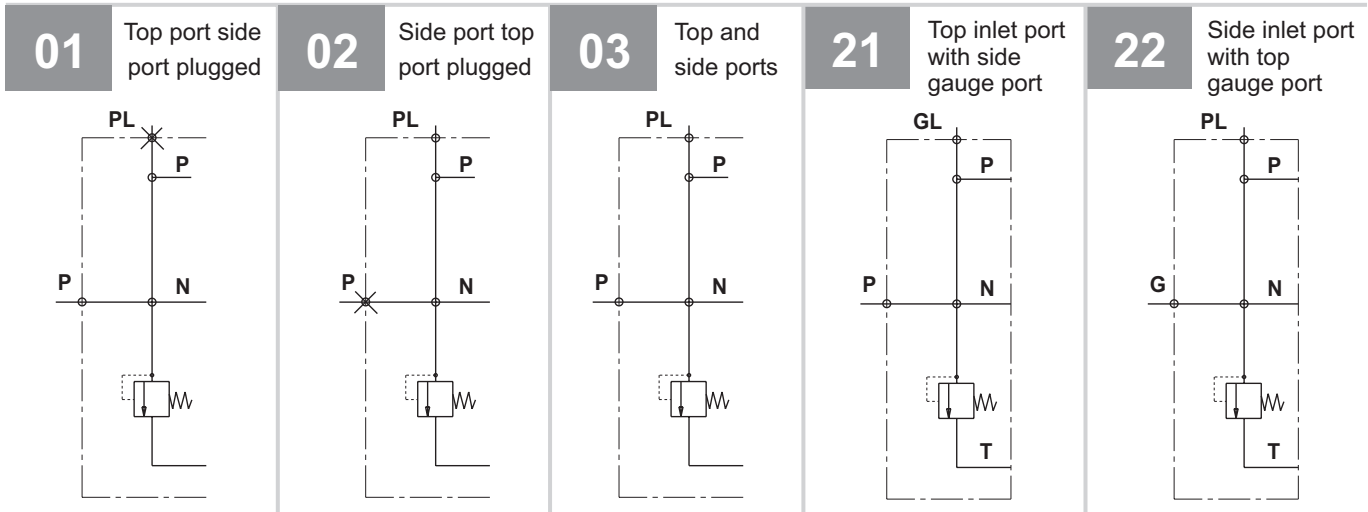 01
Top port side
port plugged
PL
P
P
N
02
Side port top
port plugged
PL
P
P
N
03
Top and
side ports
PL
P
P
N
21
Top inlet port
with side
gauge port
GL
P
P
N
T
22
Side inlet port
with top
gauge port
PL
P
G
N
T